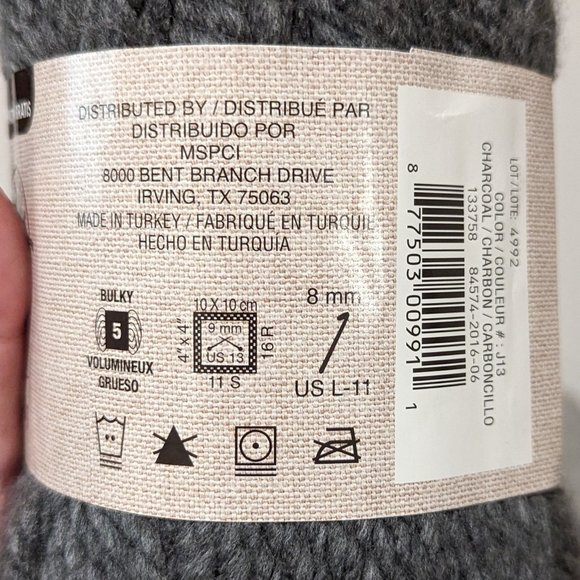 DISTRIBUTED BY / DISTRIBUÉ PAR
DISTRIBUIDO POR
MSPCI
8000 BENT BRANCH DRIVE
IRVING, TX 75063
MADE IN TURKEY / FABRIQUÉ EN TURQUI
HECHO EN TURQUÍA
BULKY
5
VOLUMINEUX
GRUESO
10 X 10 cm
4" x 4"
9 mm
US 13
16 R
11 S
8 mm
US L-11
LOT/LOTE: 4992
COLOR / COULEUR # : J13
CHARCOAL / CHARBON / CARBONCILLO
133758 84574-2016-06
8 77503 00991 1